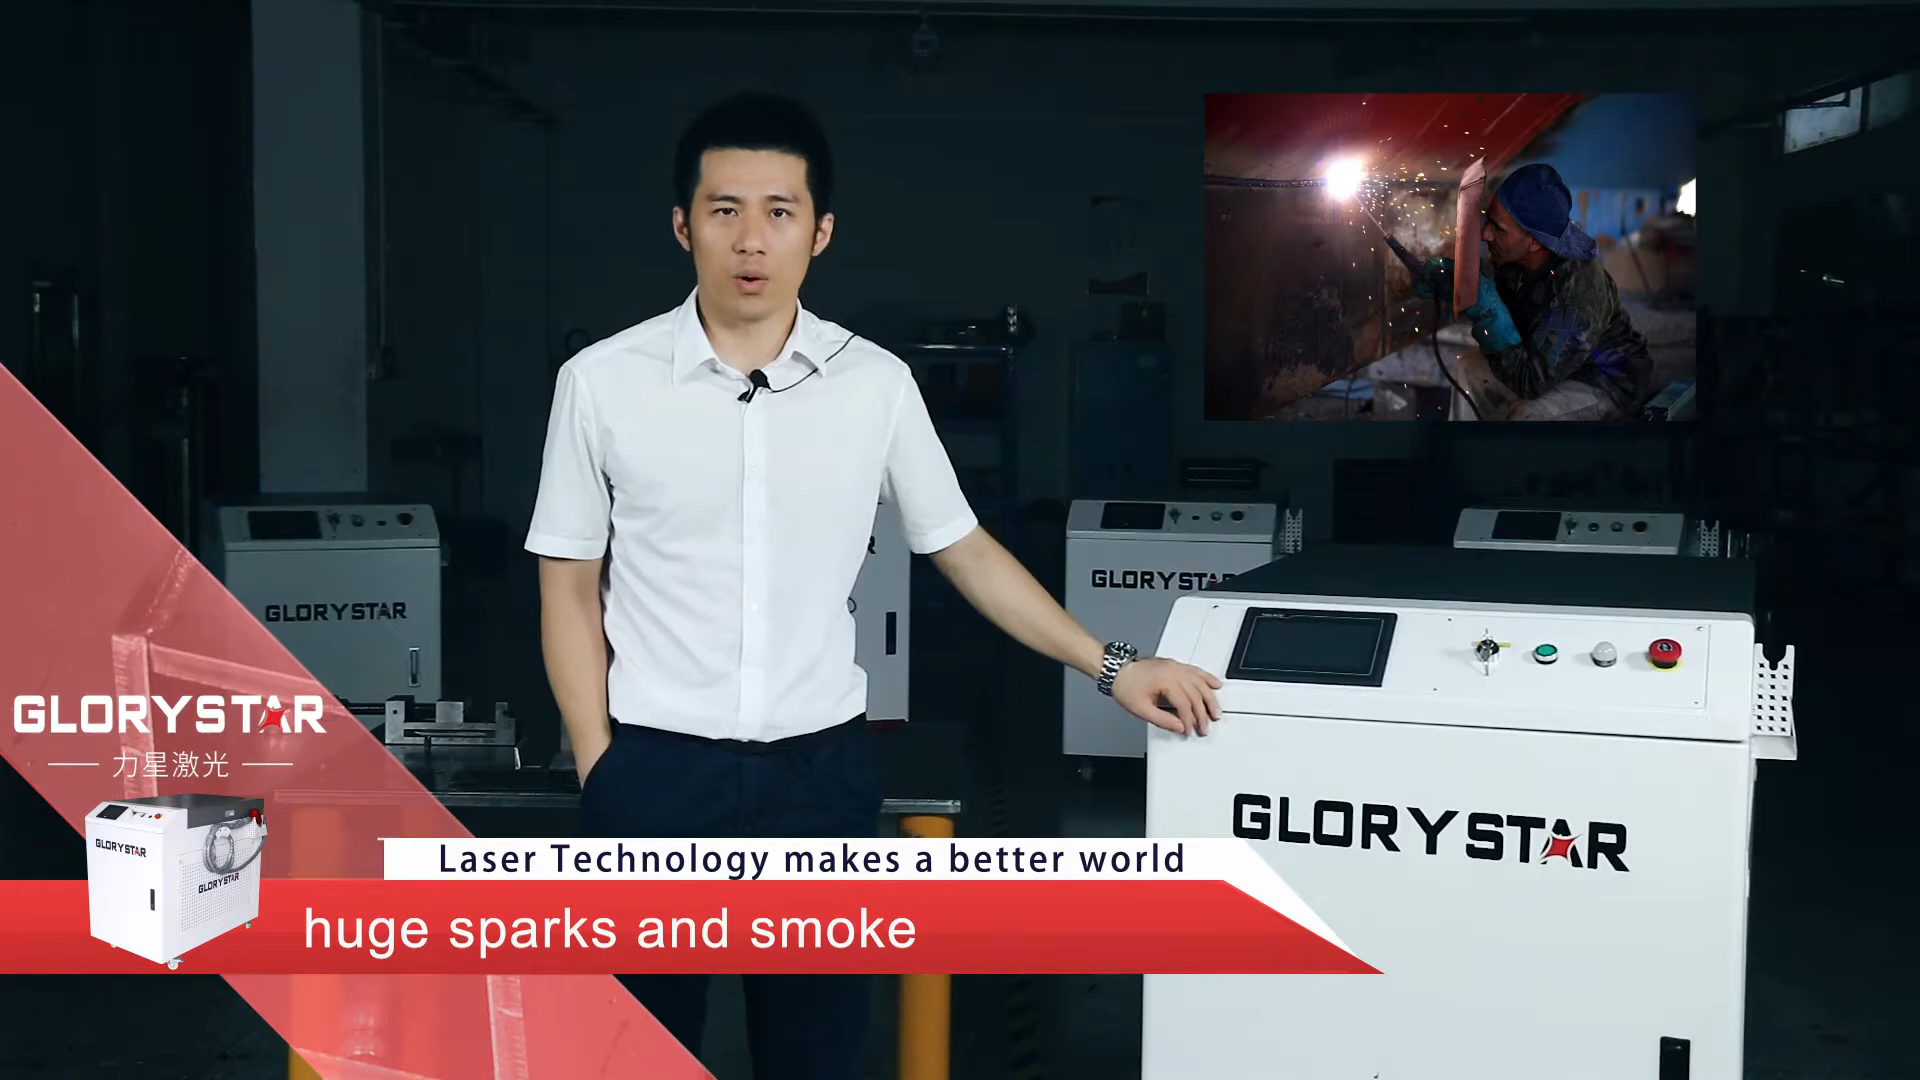 GLORYSTAR
GLORYSTAR
GLORYSTAR
GLORYSTAR
力星激光
GLORYSTAR
GLORYSTAR
Laser Technology makes a better world
huge sparks and smoke